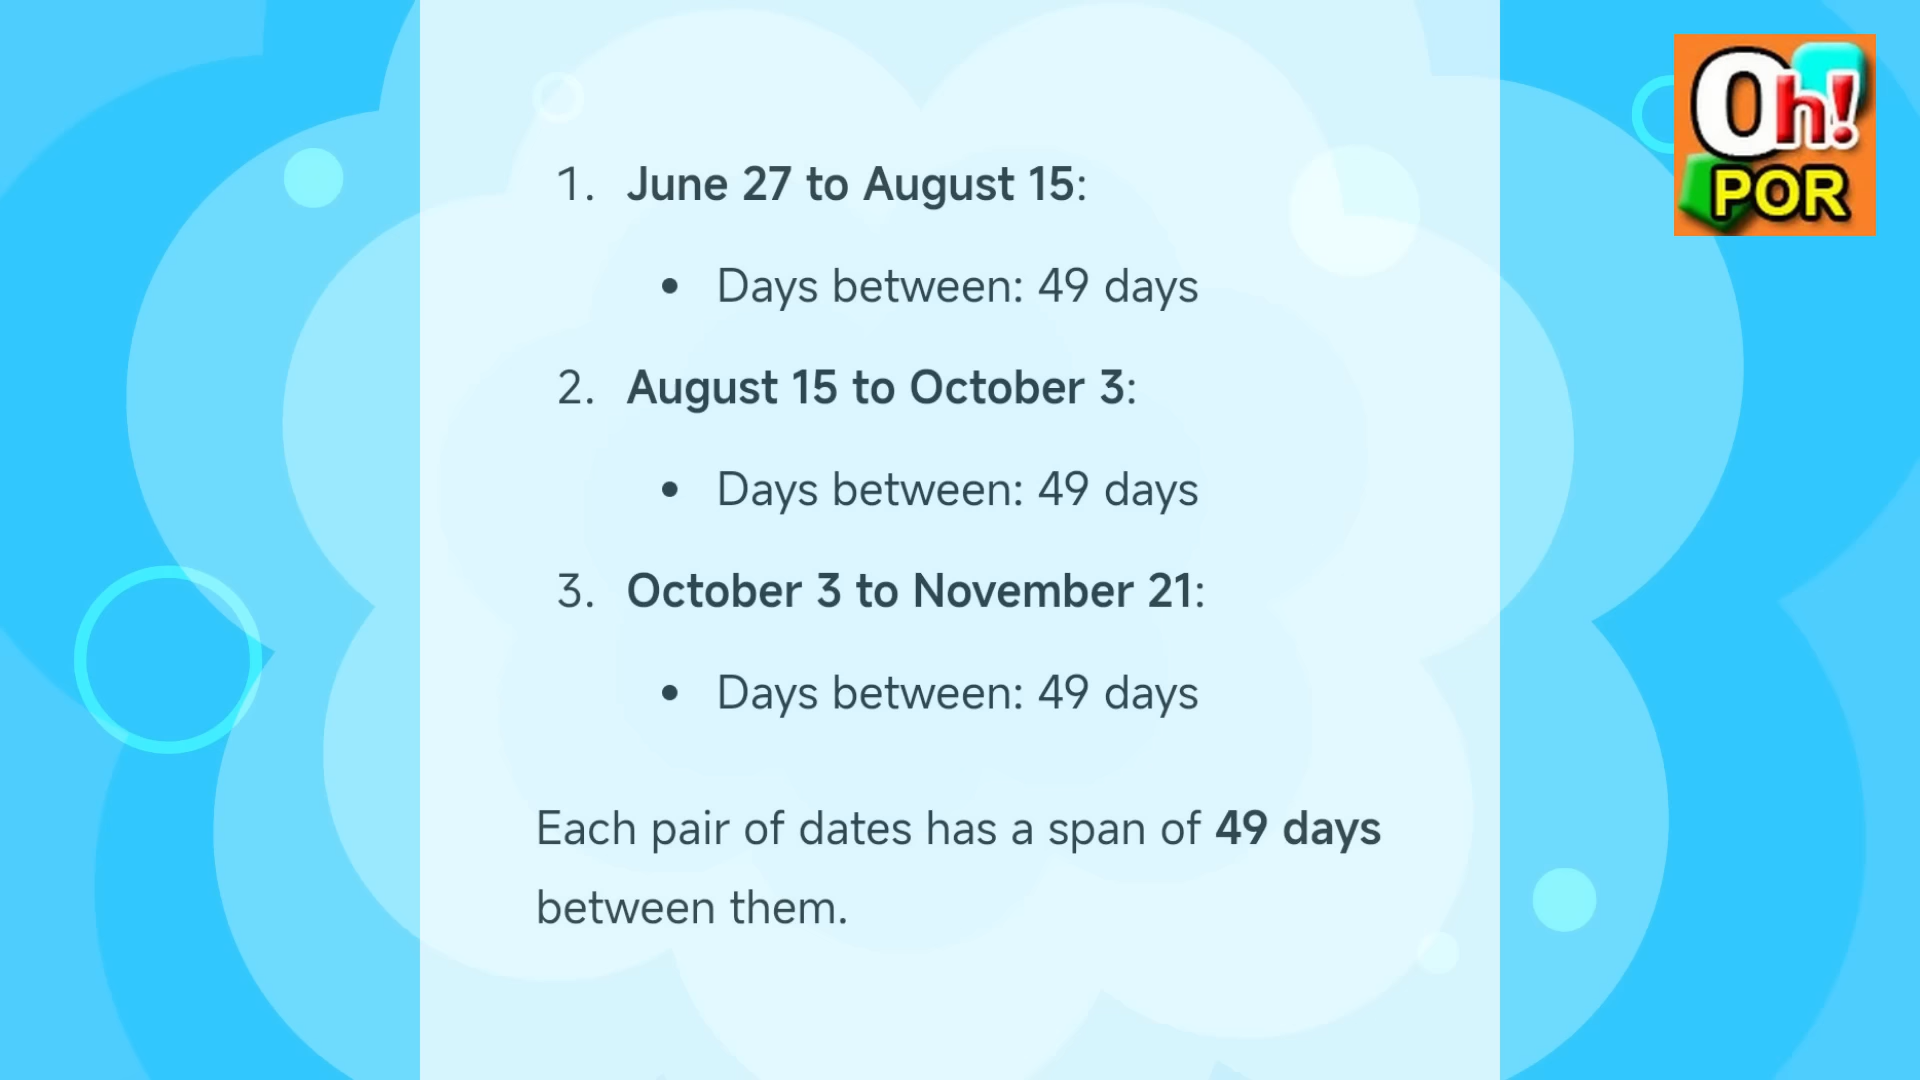 Oh!
POR
1. June 27 to August 15:
• Days between: 49 days
2. August 15 to October 3:
• Days between: 49 days
3. October 3 to November 21:
• Days between: 49 days
Each pair of dates has a span of 49 days
between them.